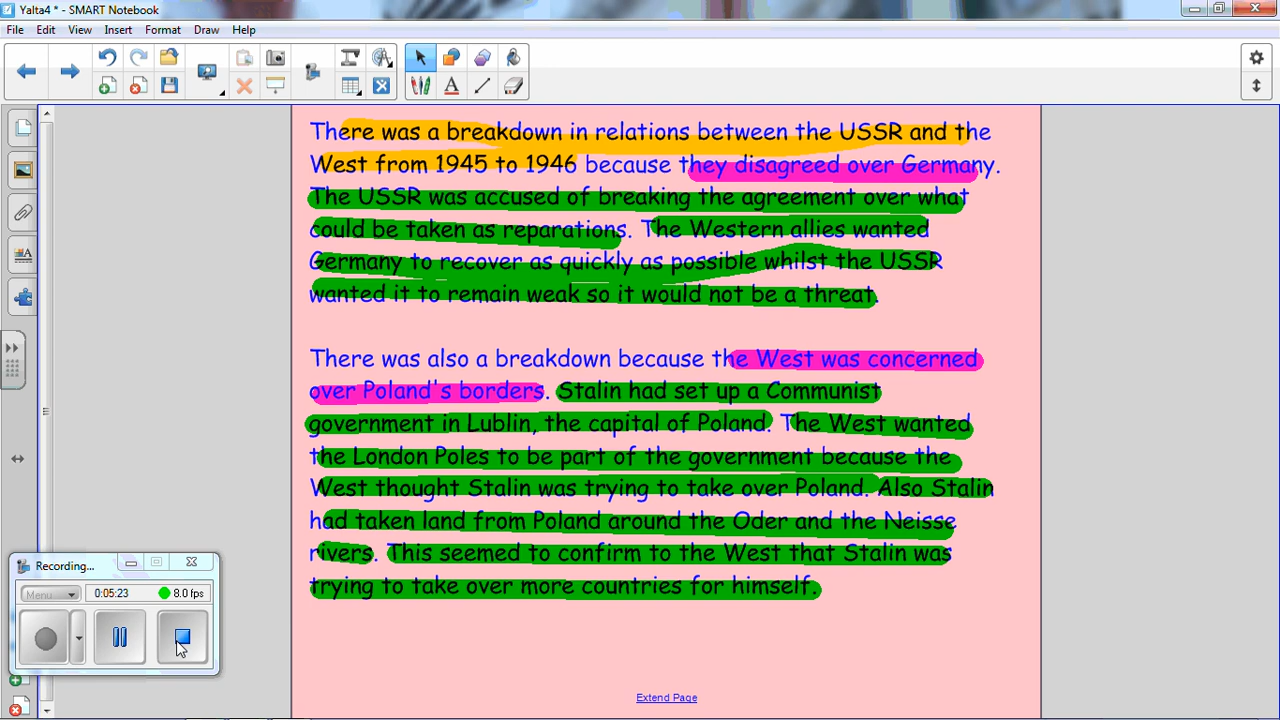 Yalta4 * - SMART Notebook
File Edit View Insert Format Draw Help
There was a breakdown in relations between the USSR and the
West from 1945 to 1946 because they disagreed over Germany.
The USSR was accused of breaking the agreement over what
could be taken as reparations. The Western allies wanted
Germany to recover as quickly as possible whilst the USSR
wanted it to remain weak so it would not be a threat.
There was also a breakdown because the West was concerned
over Poland's borders. Stalin had set up a Communist
government in Lublin, the capital of Poland. The West wanted
the London Poles to be part of the government because the
West thought Stalin was trying to take over Poland. Also Stalin
had taken land from Poland around the Oder and the Neisse
rivers. This seemed to confirm to the West that Stalin was
trying to take over more countries for himself.
Recording...
Menu 0:05:23 8.0 fps
Extend Page